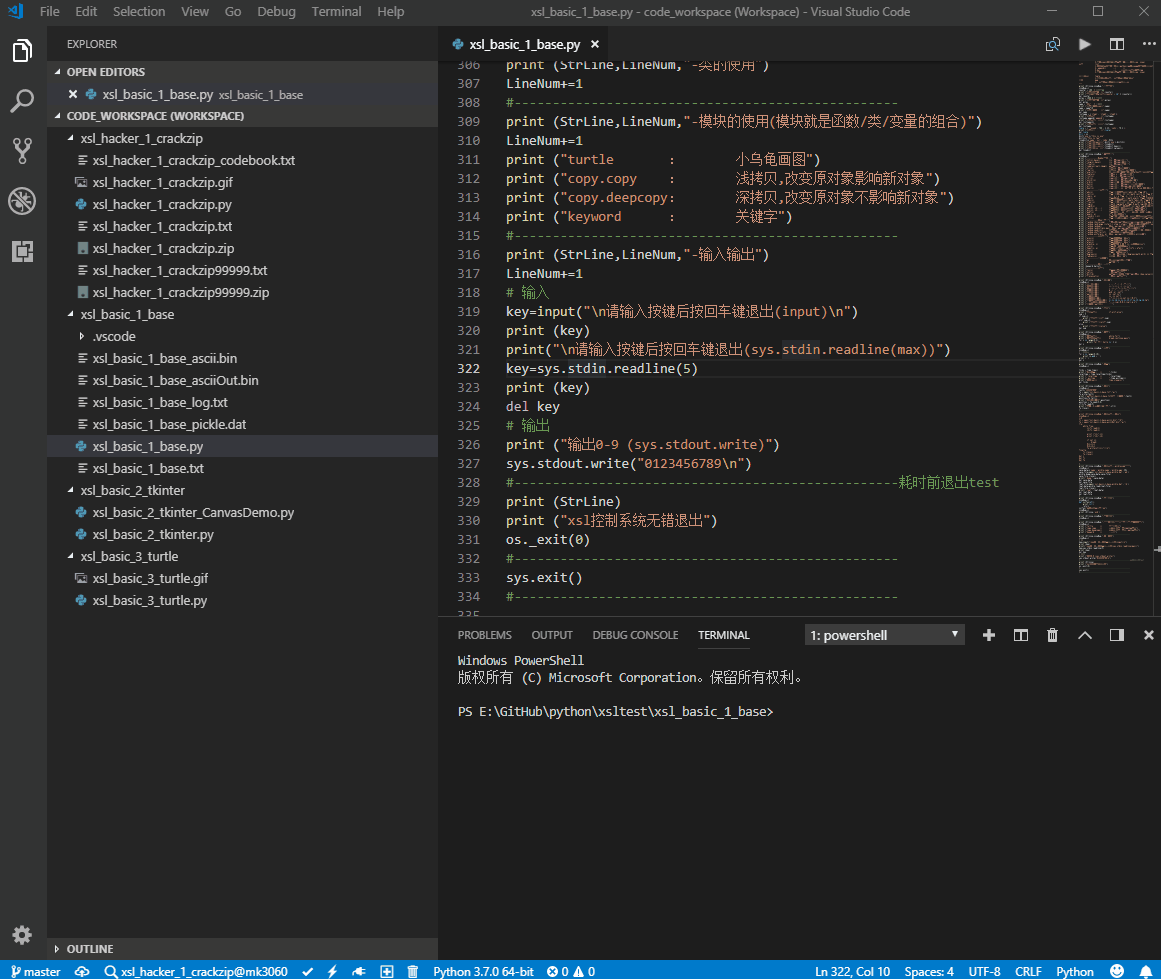 File Edit Selection View Go Debug Terminal Help xsl_basic_1_base.py - code_workspace (Workspace) - Visual Studio Code
EXPLORER
OPEN EDITORS
xsl_basic_1_base.py xsl_basic_1_base
CODE_WORKSPACE (WORKSPACE)
xsl_hacker_1_crackzip
xsl_hacker_1_crackzip_codebook.txt
xsl_hacker_1_crackzip.gif
xsl_hacker_1_crackzip.py
xsl_hacker_1_crackzip.txt
xsl_hacker_1_crackzip.zip
xsl_hacker_1_crackzip99999.txt
xsl_hacker_1_crackzip99999.zip
xsl_basic_1_base
.vscode
xsl_basic_1_base_ascii.bin
xsl_basic_1_base_asciiOut.bin
xsl_basic_1_base_log.txt
xsl_basic_1_base_pickle.dat
xsl_basic_1_base.py
xsl_basic_1_base.txt
xsl_basic_2_tkinter
xsl_basic_2_tkinter_CanvasDemo.py
xsl_basic_2_tkinter.py
xsl_basic_3_turtle
xsl_basic_3_turtle.gif
xsl_basic_3_turtle.py
OUTLINE
xsl_basic_1_base.py
306 print (StrLine,LineNum,"-类的使用")
307 LineNum+=1
308 #-------------------------------------------------
309 print (StrLine,LineNum,"-模块的使用(模块就是函数/类/变量的组合)")
310 LineNum+=1
311 print ("turtle       :       小乌龟画图")
312 print ("copy.copy    :       浅拷贝,改变原对象影响新对象")
313 print ("copy.deepcopy:       深拷贝,改变原对象不影响新对象")
314 print ("keyword      :       关键字")
315 #-------------------------------------------------
316 print (StrLine,LineNum,"-输入输出")
317 LineNum+=1
318 # 输入
319 key=input("\n请输入按键后按回车键退出(input)\n")
320 print (key)
321 print("\n请输入按键后按回车键退出(sys.stdin.readline(max))")
322 key=sys.stdin.readline(5)
323 print (key)
324 del key
325 # 输出
326 print ("输出0-9 (sys.stdout.write)")
327 sys.stdout.write("0123456789\n")
328 #-------------------------------------------------耗时前退出test
329 print (StrLine)
330 print ("xsl控制系统无错退出")
331 os._exit(0)
332 #-------------------------------------------------
333 sys.exit()
334 #-------------------------------------------------
335
PROBLEMS OUTPUT DEBUG CONSOLE TERMINAL 1: powershell
Windows PowerShell
版权所有 (C) Microsoft Corporation。保留所有权利。
PS E:\GitHub\python\xsltest\xsl_basic_1_base>
master xsl_hacker_1_crackzip@mk3060 Python 3.7.0 64-bit 0 0 Ln 322, Col 10 Spaces: 4 UTF-8 CRLF Python